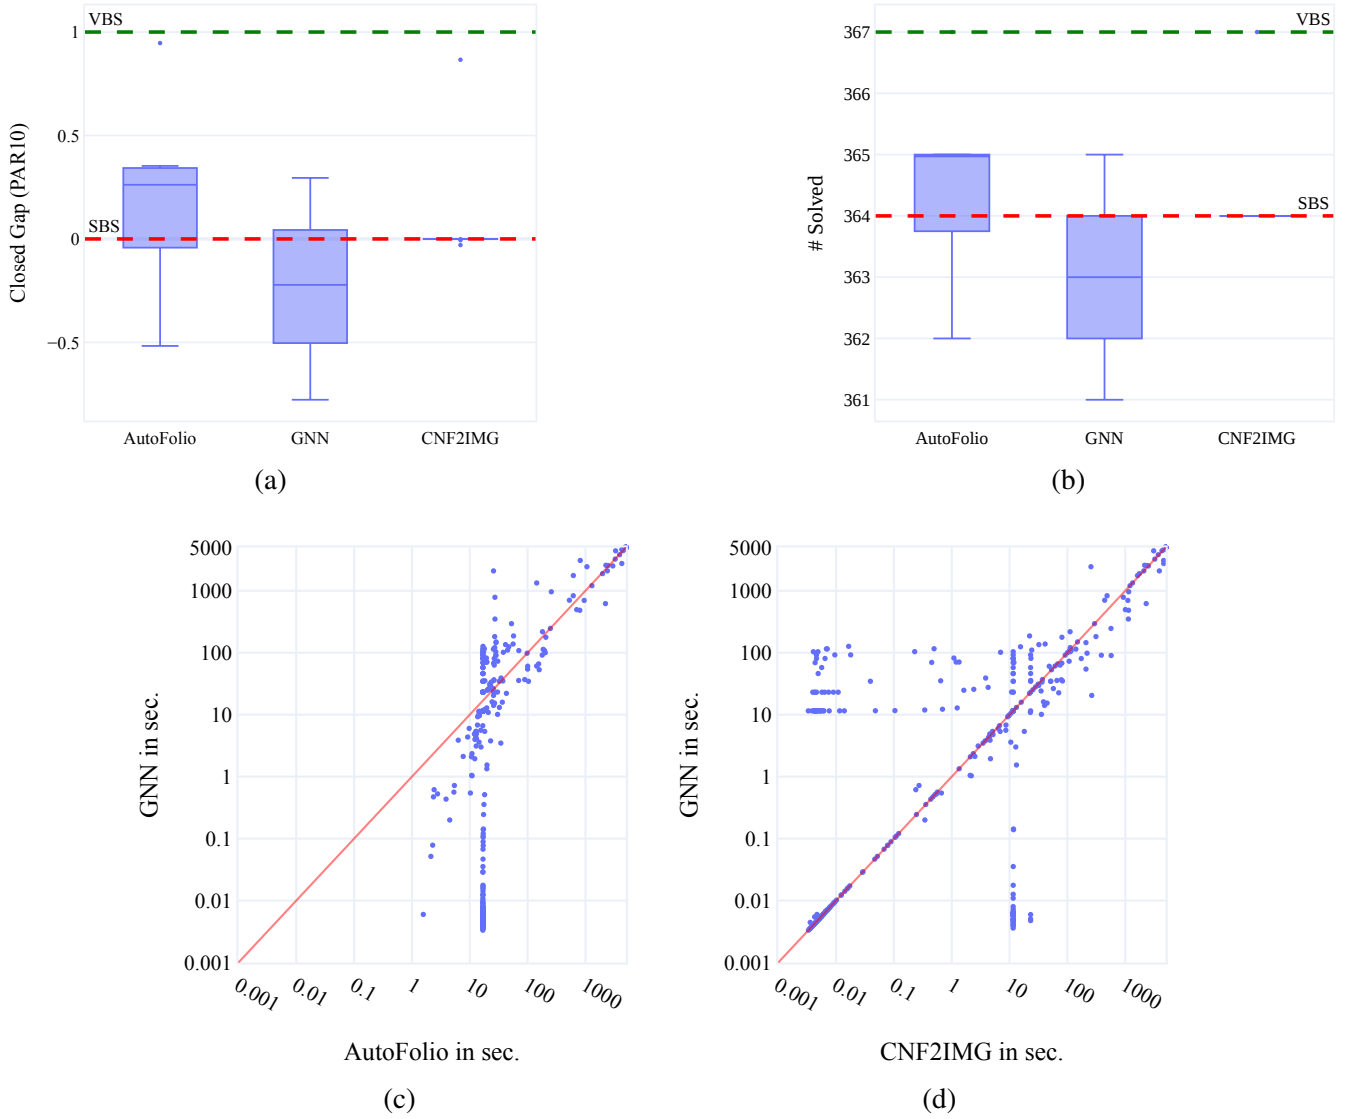 VBS
1
0.5
SBS
0
−0.5
Closed Gap (PAR10)
AutoFolio GNN CNF2IMG
(a)
VBS
367
366
365
SBS
364
363
362
361
# Solved
AutoFolio GNN CNF2IMG
(b)
5000
1000
100
10
1
0.1
0.01
0.001
GNN in sec.
0.001 0.01 0.1 1 10 100 1000
AutoFolio in sec.
(c)
5000
1000
100
10
1
0.1
0.01
0.001
GNN in sec.
0.001 0.01 0.1 1 10 100 1000
CNF2IMG in sec.
(d)